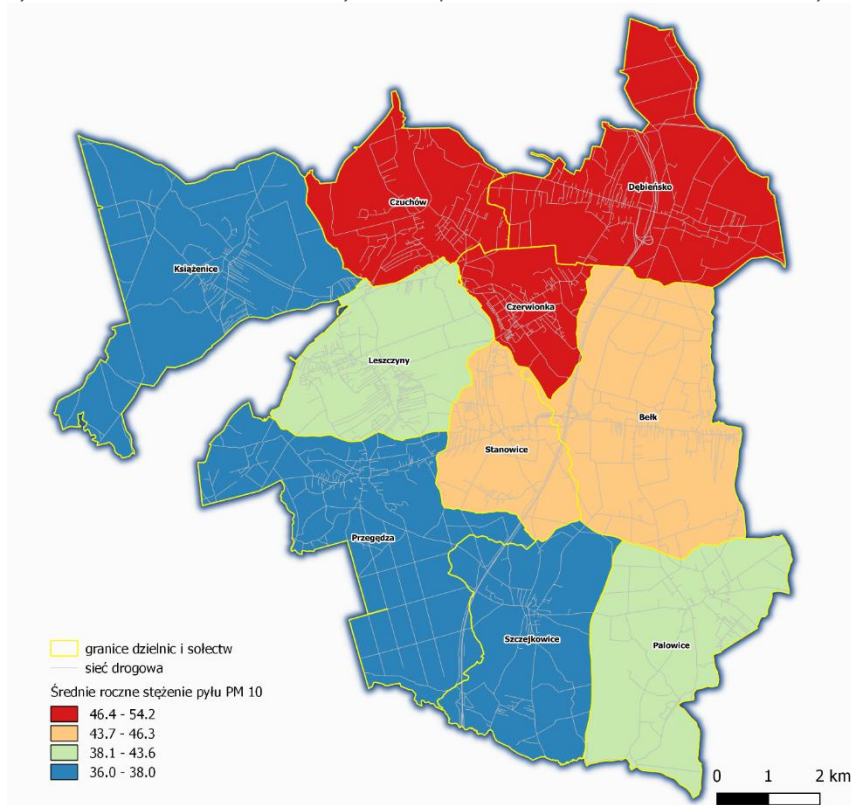 Dębieńsko
Czuchów
Książenice
Czerwionka
Leszczyny
Bełk
Stanowice
Przegędza
Szczejkowice
Palowice
granice dzielnic i sołectw
sieć drogowa
Średnie roczne stężenie pyłu PM 10
46.4 - 54.2
43.7 - 46.3
38.1 - 43.6
36.0 - 38.0
0 1 2 km